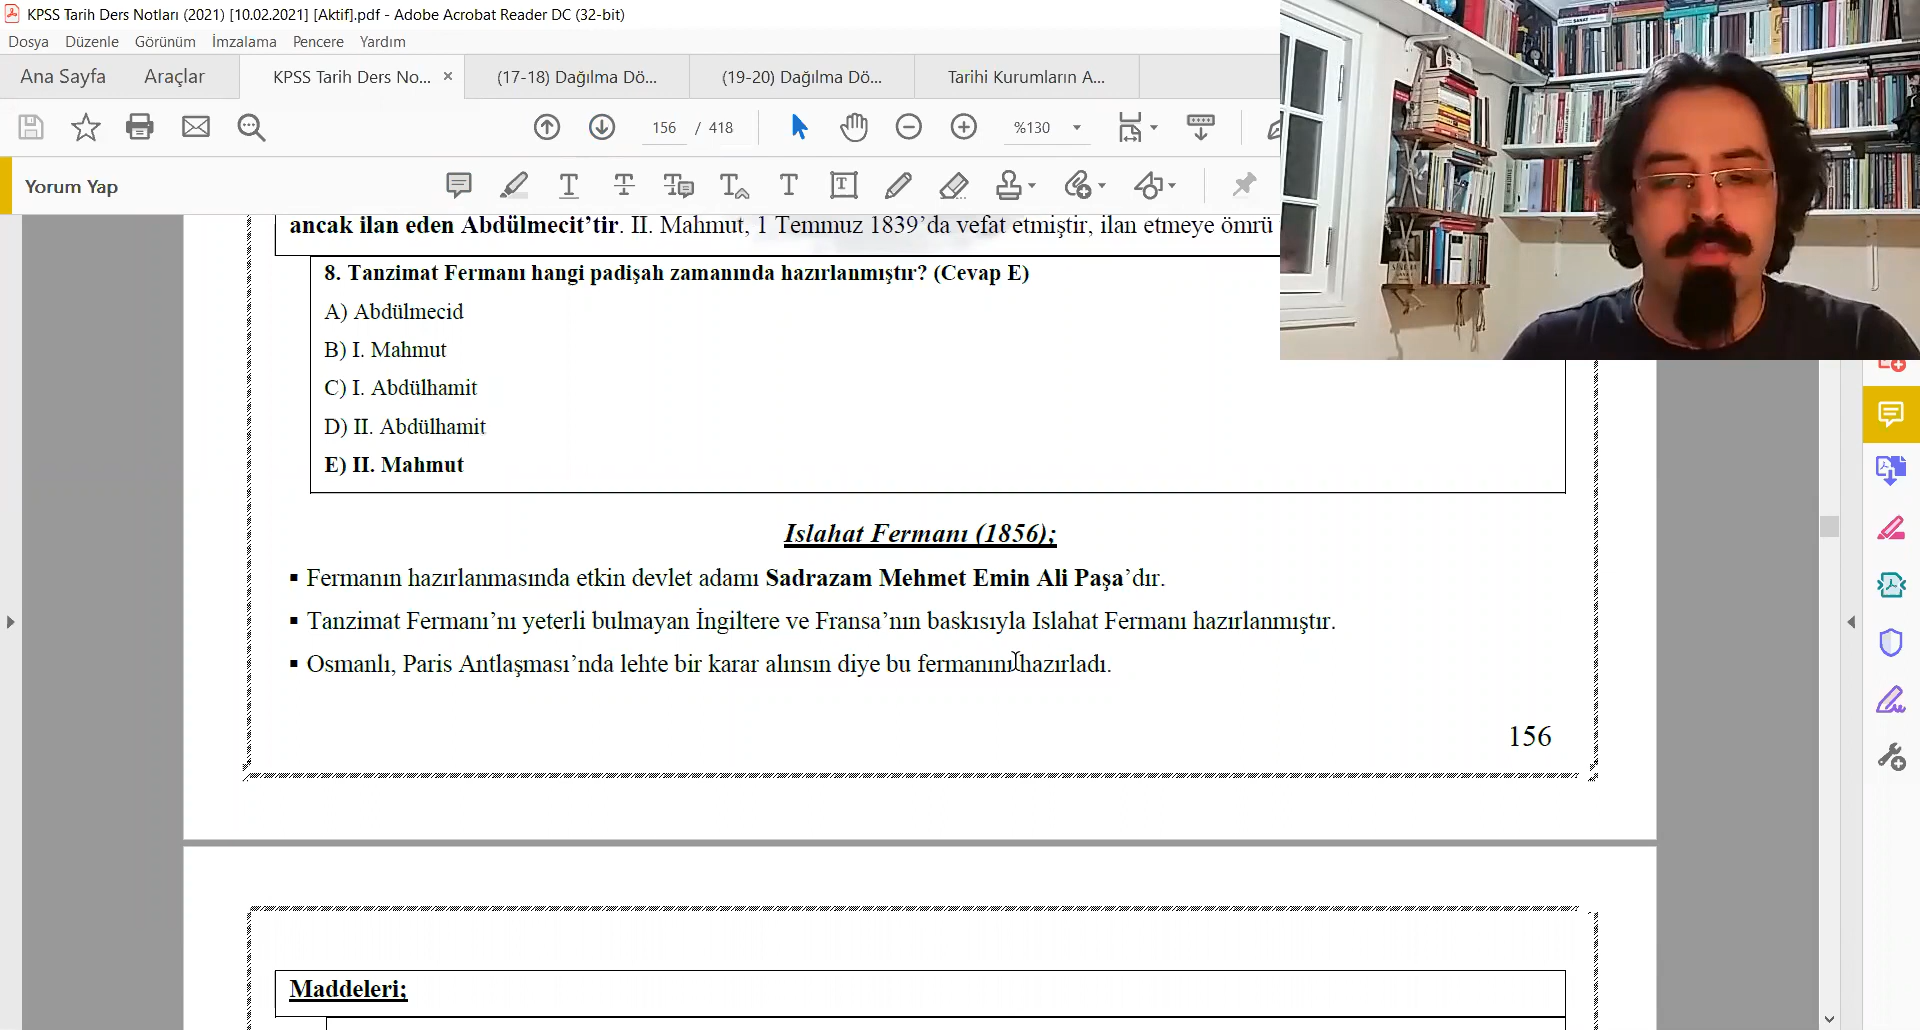 KPSS Tarih Ders Notları (2021) [10.02.2021] [Aktif].pdf - Adobe Acrobat Reader DC (32-bit)
Dosya Düzenle Görünüm İmzalama Pencere Yardım
Ana Sayfa Araçlar KPSS Tarih Ders No... × (17-18) Dağılma Dö... (19-20) Dağılma Dö... Tarihi Kurumların A...
156 / 418 %130
Yorum Yap
ancak ilan eden Abdülmecit’tir. II. Mahmut, 1 Temmuz 1839’da vefat etmiştir, ilan etmeye ömrü
8. Tanzimat Fermanı hangi padişah zamanında hazırlanmıştır? (Cevap E)
A) Abdülmecid
B) I. Mahmut
C) I. Abdülhamit
D) II. Abdülhamit
E) II. Mahmut
Islahat Fermanı (1856);
▪ Fermanın hazırlanmasında etkin devlet adamı Sadrazam Mehmet Emin Ali Paşa’dır.
▪ Tanzimat Fermanı’nı yeterli bulmayan İngiltere ve Fransa’nın baskısıyla Islahat Fermanı hazırlanmıştır.
▪ Osmanlı, Paris Antlaşması’nda lehte bir karar alınsın diye bu fermanını hazırladı.
156
Maddeleri;